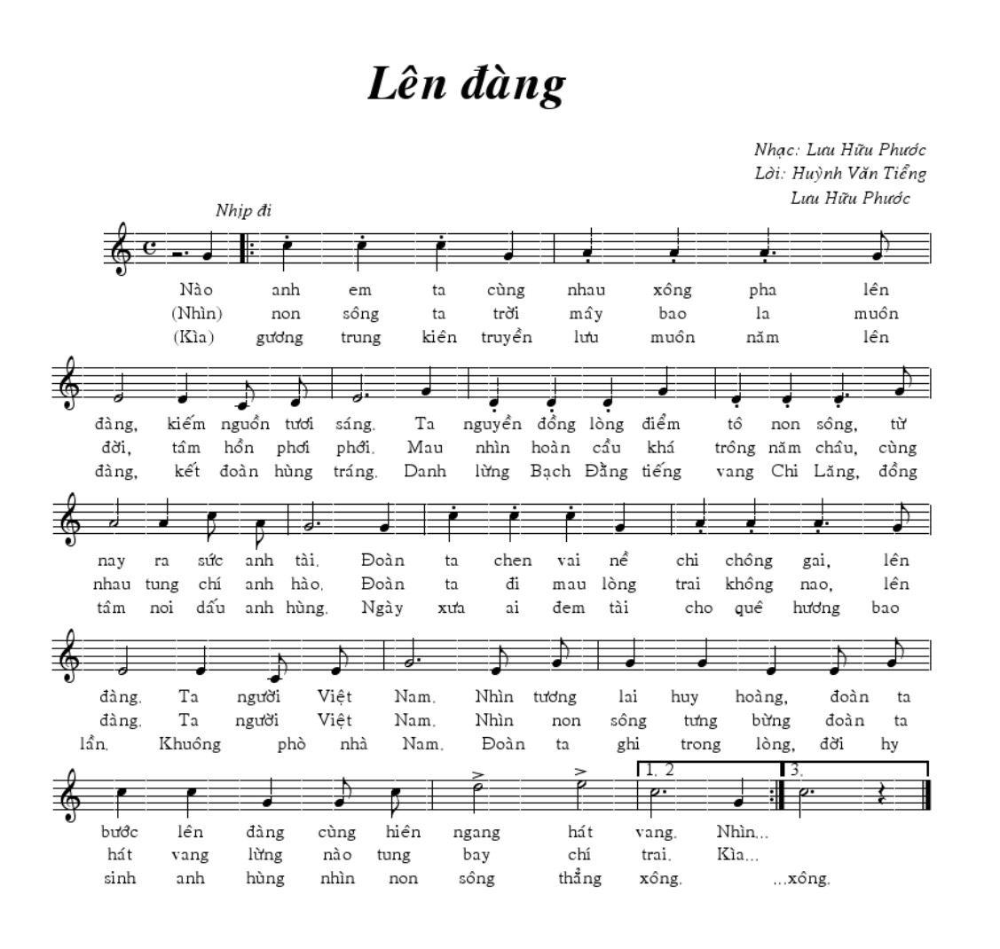 Lên đàng
Nhạc: Lưu Hữu Phước
Lời: Huỳnh Văn Tiểng
Lưu Hữu Phước
Nhịp đi
Nào anh em ta cùng nhau xông pha lên
(Nhìn) non sông ta trời mây bao la muôn
(Kìa) gương trung kiên truyền lưu muôn năm lên
đàng, kiếm nguồn tươi sáng. Ta nguyền đồng lòng điểm tô non sông, từ
đời, tâm hồn phơi phới. Mau nhìn hoàn cầu khá trông năm châu, cùng
đàng, kết đoàn hùng tráng. Danh lừng Bạch Đằng tiếng vang Chi Lăng, đồng
nay ra sức anh tài. Đoàn ta chen vai nề chi chông gai, lên
nhau tung chí anh hào. Đoàn ta đi mau lòng trai không nao, lên
tâm noi dấu anh hùng. Ngày xưa ai đem tài cho quê hương bao
đàng. Ta người Việt Nam. Nhìn tương lai huy hoàng, đoàn ta
đàng. Ta người Việt Nam. Nhìn non sông tưng bừng đoàn ta
lần. Khuông phò nhà Nam. Đoàn ta ghi trong lòng, đời hy
1. 2 3.
bước lên đàng cùng hiên ngang hát vang. Nhìn...
hát vang lừng nào tung bay chí trai. Kìa...
sinh anh hùng nhìn non sông thẳng xông. ...xông.